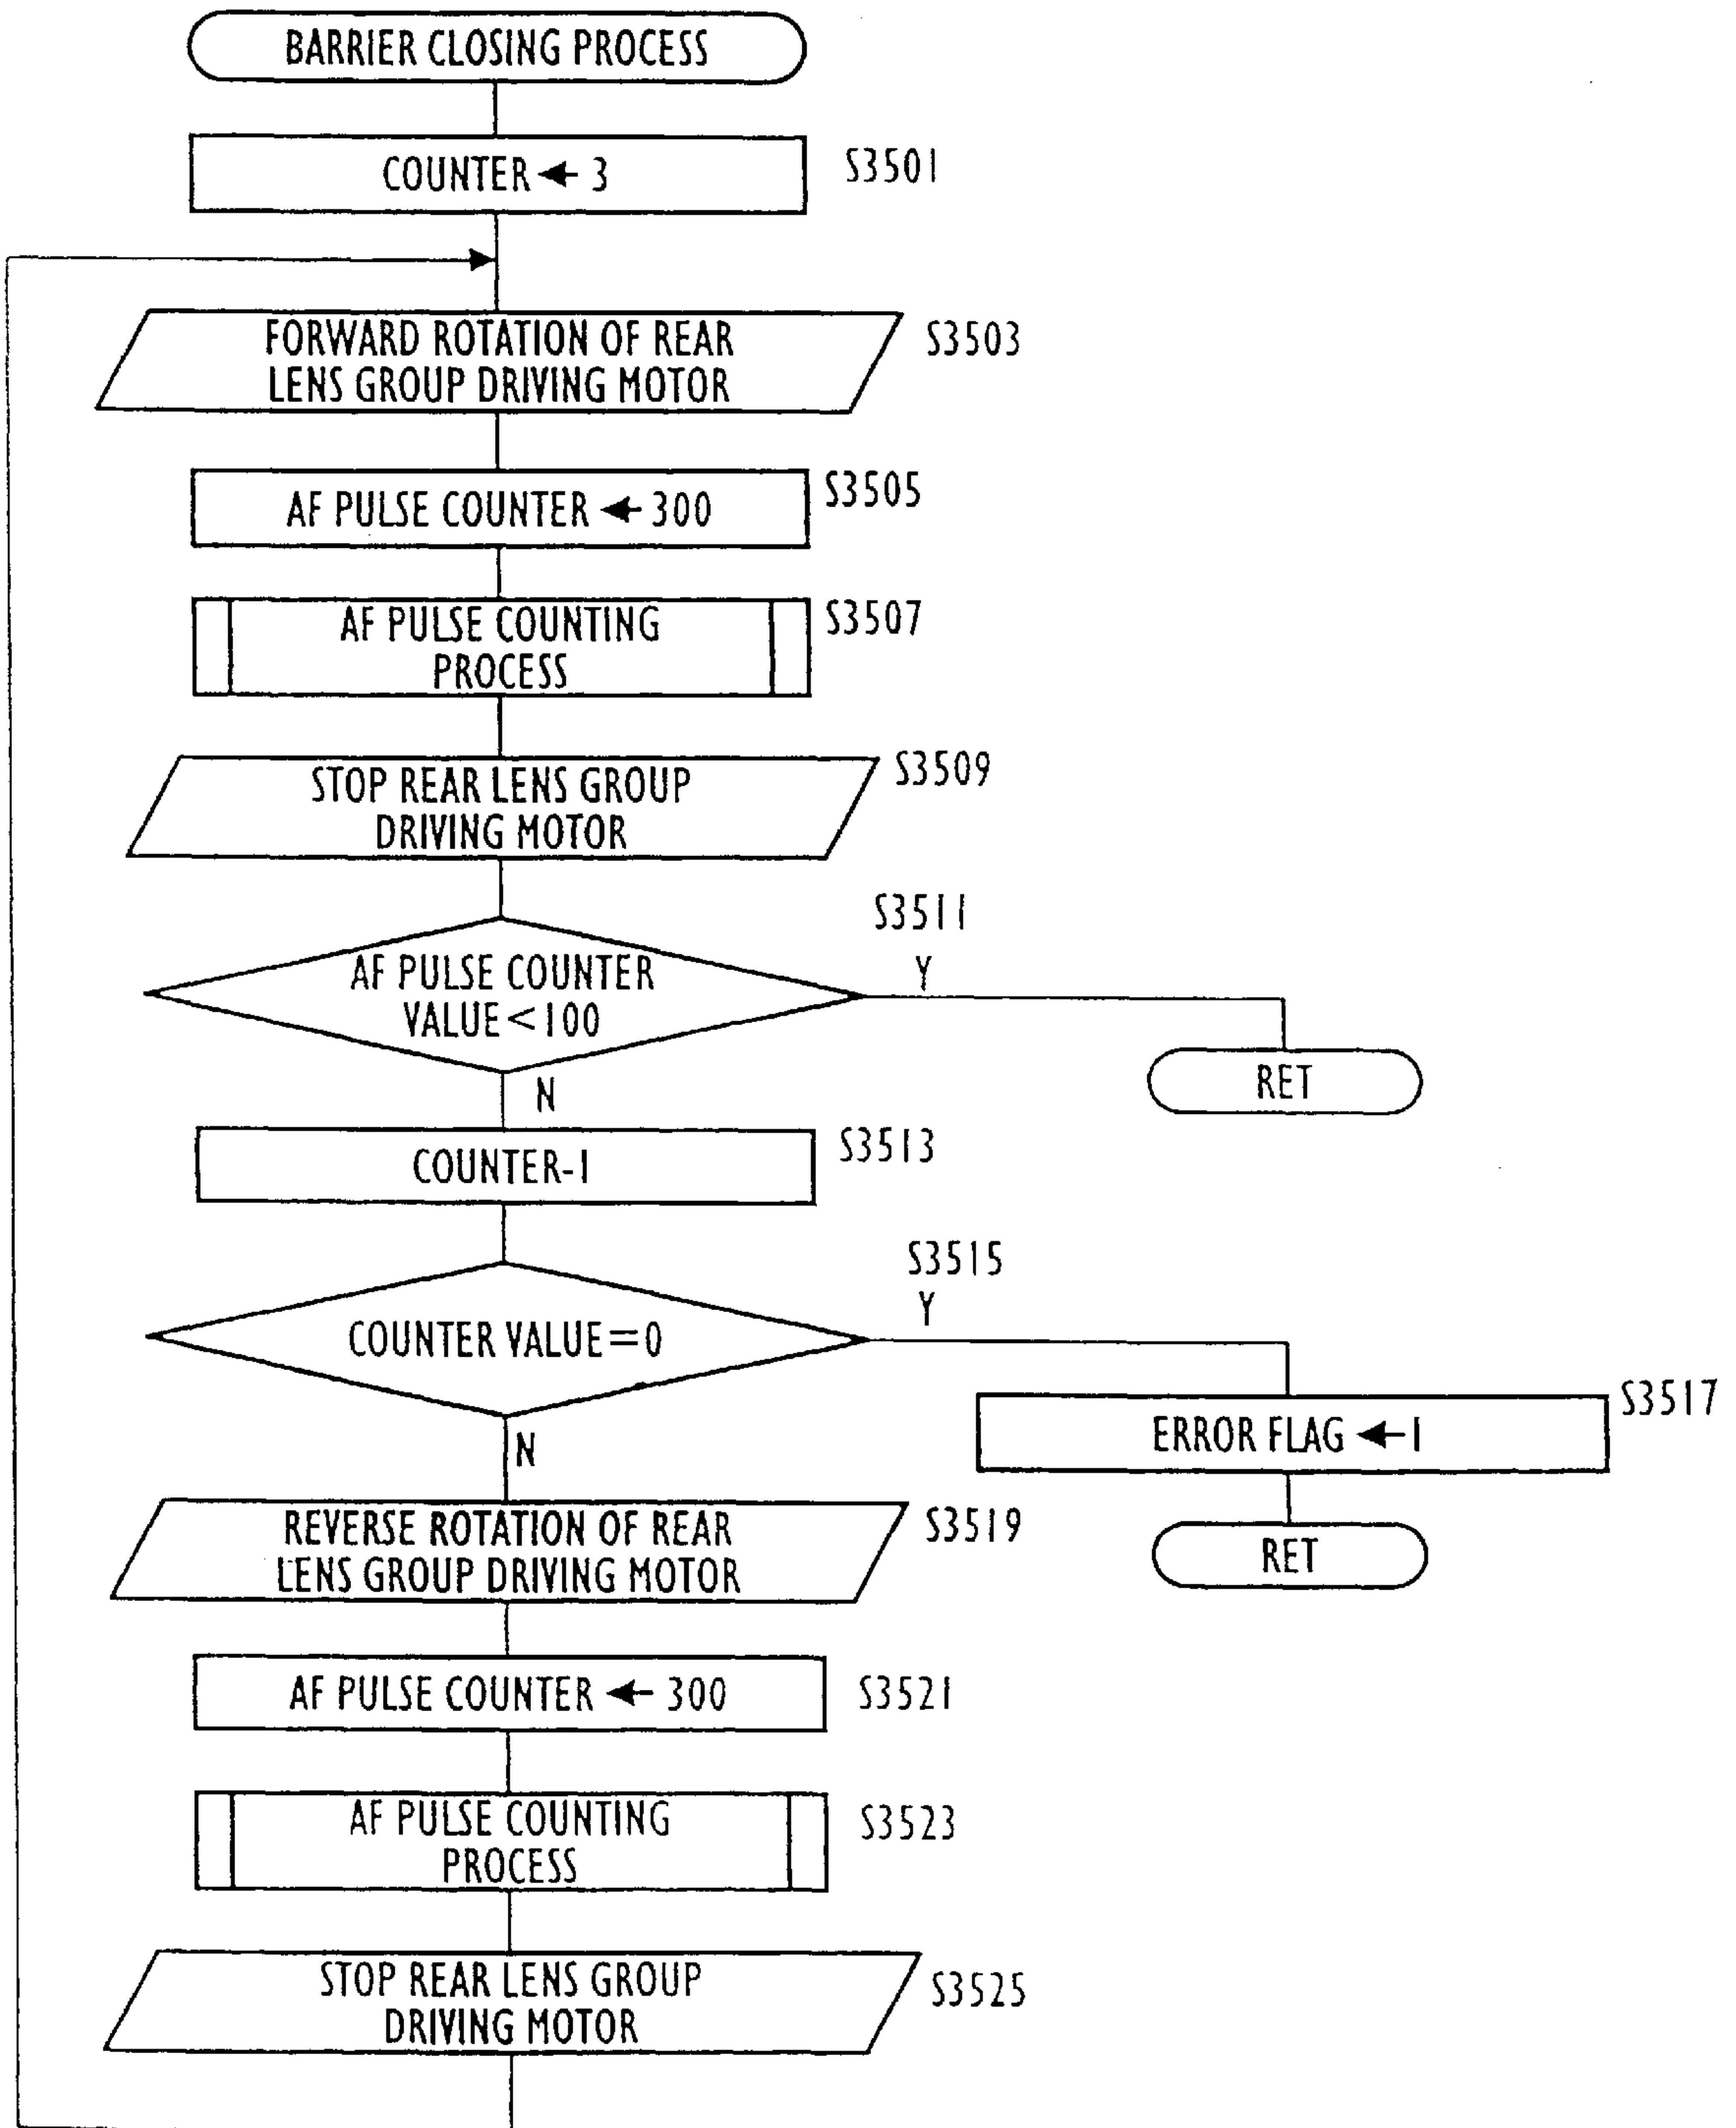 BARRIER CLOSING PROCESS
COUNTER ← 3
S3501
FORWARD ROTATION OF REAR
LENS GROUP DRIVING MOTOR
S3503
AF PULSE COUNTER ← 300
S3505
AF PULSE COUNTING
PROCESS
S3507
STOP REAR LENS GROUP
DRIVING MOTOR
S3509
S3511
AF PULSE COUNTER
VALUE<100
Y
RET
N
COUNTER-1
S3513
S3515
COUNTER VALUE=0
Y
ERROR FLAG ←1
S3517
RET
N
REVERSE ROTATION OF REAR
LENS GROUP DRIVING MOTOR
S3519
AF PULSE COUNTER ← 300
S3521
AF PULSE COUNTING
PROCESS
S3523
STOP REAR LENS GROUP
DRIVING MOTOR
S3525